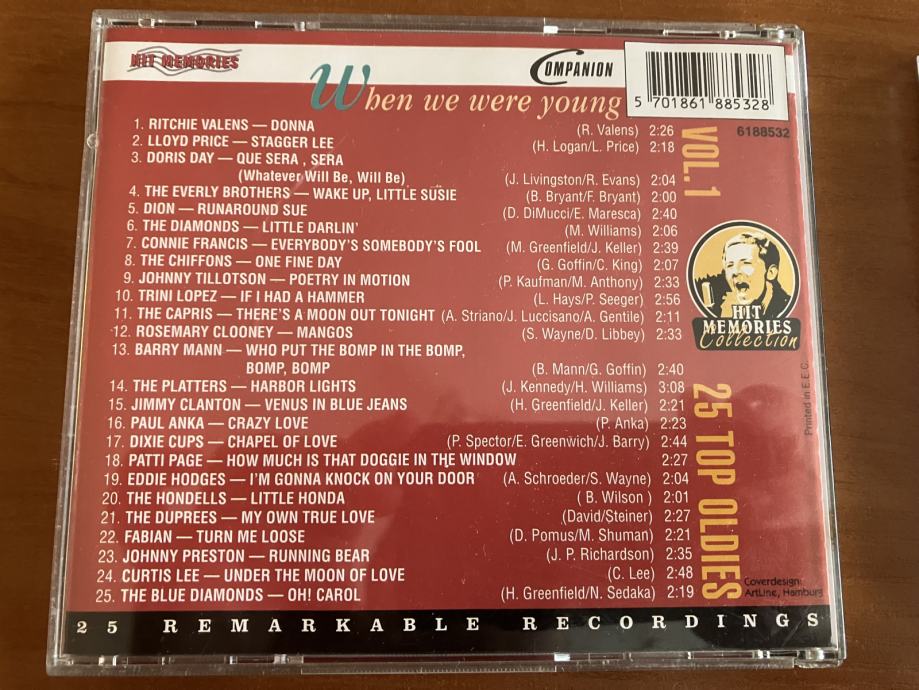 HIT MEMORIES
COMPANION
When we were young
5 701861 885328
6188532
VOL. 1
1. RITCHIE VALENS — DONNA (R. Valens) 2:26
2. LLOYD PRICE — STAGGER LEE (H. Logan/L. Price) 2:18
3. DORIS DAY — QUE SERA , SERA
(Whatever Will Be, Will Be) (J. Livingston/R. Evans) 2:04
4. THE EVERLY BROTHERS — WAKE UP, LITTLE SUSIE (B. Bryant/F. Bryant) 2:00
5. DION — RUNAROUND SUE (D. DiMucci/E. Maresca) 2:40
6. THE DIAMONDS — LITTLE DARLIN' (M. Williams) 2:06
7. CONNIE FRANCIS — EVERYBODY'S SOMEBODY'S FOOL (M. Greenfield/J. Keller) 2:39
8. THE CHIFFONS — ONE FINE DAY (G. Goffin/C. King) 2:07
9. JOHNNY TILLOTSON — POETRY IN MOTION (P. Kaufman/M. Anthony) 2:33
10. TRINI LOPEZ — IF I HAD A HAMMER (L. Hays/P. Seeger) 2:56
11. THE CAPRIS — THERE'S A MOON OUT TONIGHT (A. Striano/J. Luccisano/A. Gentile) 2:11
12. ROSEMARY CLOONEY — MANGOS (S. Wayne/D. Libbey) 2:33
13. BARRY MANN — WHO PUT THE BOMP IN THE BOMP,
BOMP, BOMP (B. Mann/G. Goffin) 2:40
14. THE PLATTERS — HARBOR LIGHTS (J. Kennedy/H. Williams) 3:08
15. JIMMY CLANTON — VENUS IN BLUE JEANS (H. Greenfield/J. Keller) 2:21
16. PAUL ANKA — CRAZY LOVE (P. Anka) 2:23
17. DIXIE CUPS — CHAPEL OF LOVE (P. Spector/E. Greenwich/J. Barry) 2:44
18. PATTI PAGE — HOW MUCH IS THAT DOGGIE IN THE WINDOW 2:27
19. EDDIE HODGES — I'M GONNA KNOCK ON YOUR DOOR (A. Schroeder/S. Wayne) 2:04
20. THE HONDELLS — LITTLE HONDA ( B. Wilson ) 2:01
21. THE DUPREES — MY OWN TRUE LOVE (David/Steiner) 2:27
22. FABIAN — TURN ME LOOSE (D. Pomus/M. Shuman) 2:21
23. JOHNNY PRESTON — RUNNING BEAR (J. P. Richardson) 2:35
24. CURTIS LEE — UNDER THE MOON OF LOVE (C. Lee) 2:48
25. THE BLUE DIAMONDS — OH! CAROL (H. Greenfield/N. Sedaka) 2:19
HIT
MEMORIES
Collection
25 TOP OLDIES
Printed in E.E.C.
Coverdesign:
ArtLine, Hamburg
25 REMARKABLE RECORDINGS